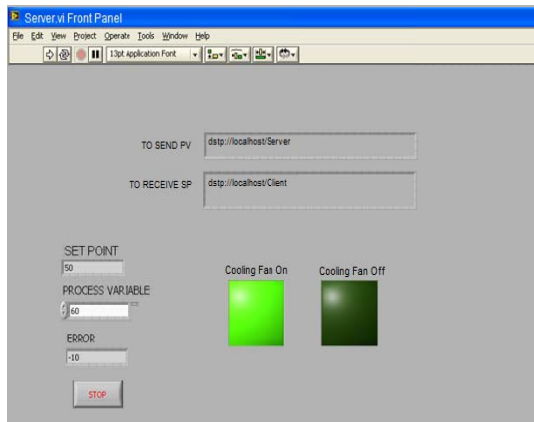 Server.vi Front Panel
File Edit View Project Operate Tools Window Help
13pt Application Font
TO SEND PV dstp://localhost/Server
TO RECEIVE SP dstp://localhost/Client
SET POINT
50
Cooling Fan On Cooling Fan Off
PROCESS VARIABLE
60
ERROR
-10
STOP